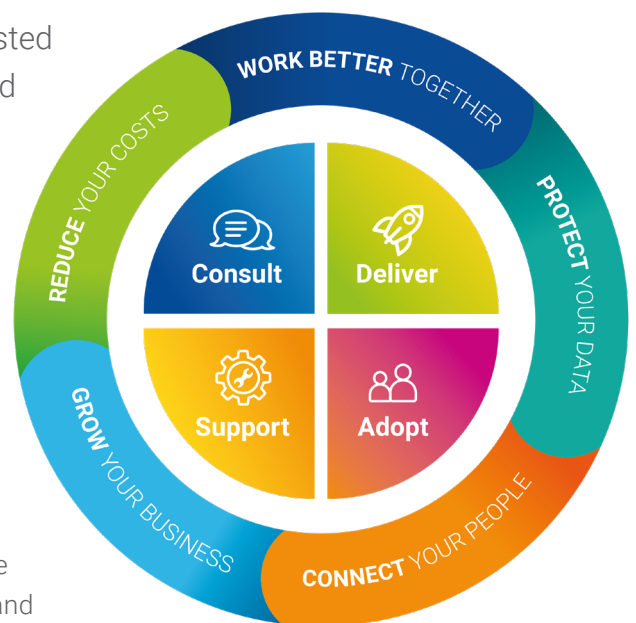 sted
d
WORK BETTER TOGETHER
PROTECT YOUR DATA
CONNECT YOUR PEOPLE
GROW YOUR BUSINESS
REDUCE YOUR COSTS
Consult
Deliver
Support
Adopt
e
and